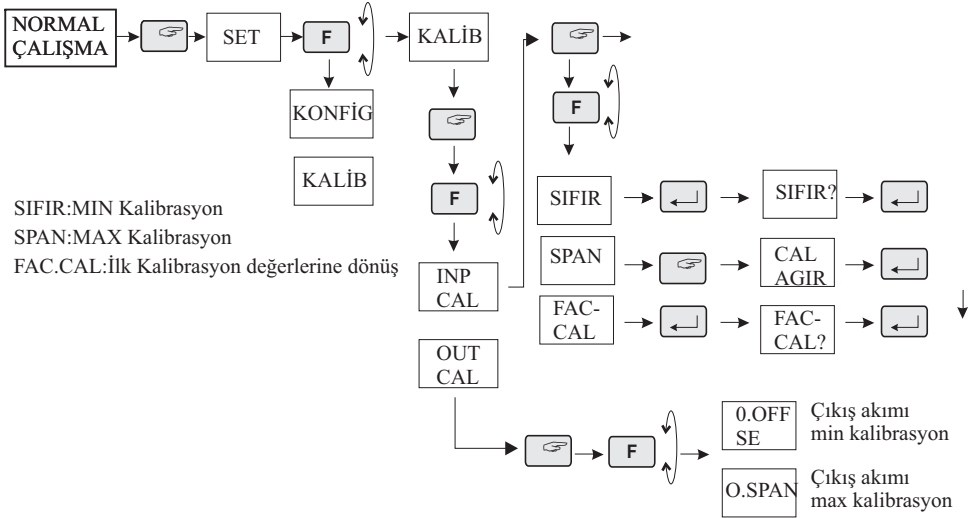 NORMAL
ÇALIŞMA
SET
F
KALİB
F
KONFİG
KALİB
F
SIFIR:MIN Kalibrasyon
SPAN:MAX Kalibrasyon
FAC.CAL:İlk Kalibrasyon değerlerine dönüş
INP
CAL
SIFIR
SIFIR?
SPAN
CAL
AGIR
FAC-
CAL
FAC-
CAL?
OUT
CAL
F
0.OFF
SE
Çıkış akımı
min kalibrasyon
O.SPAN
Çıkış akımı
max kalibrasyon